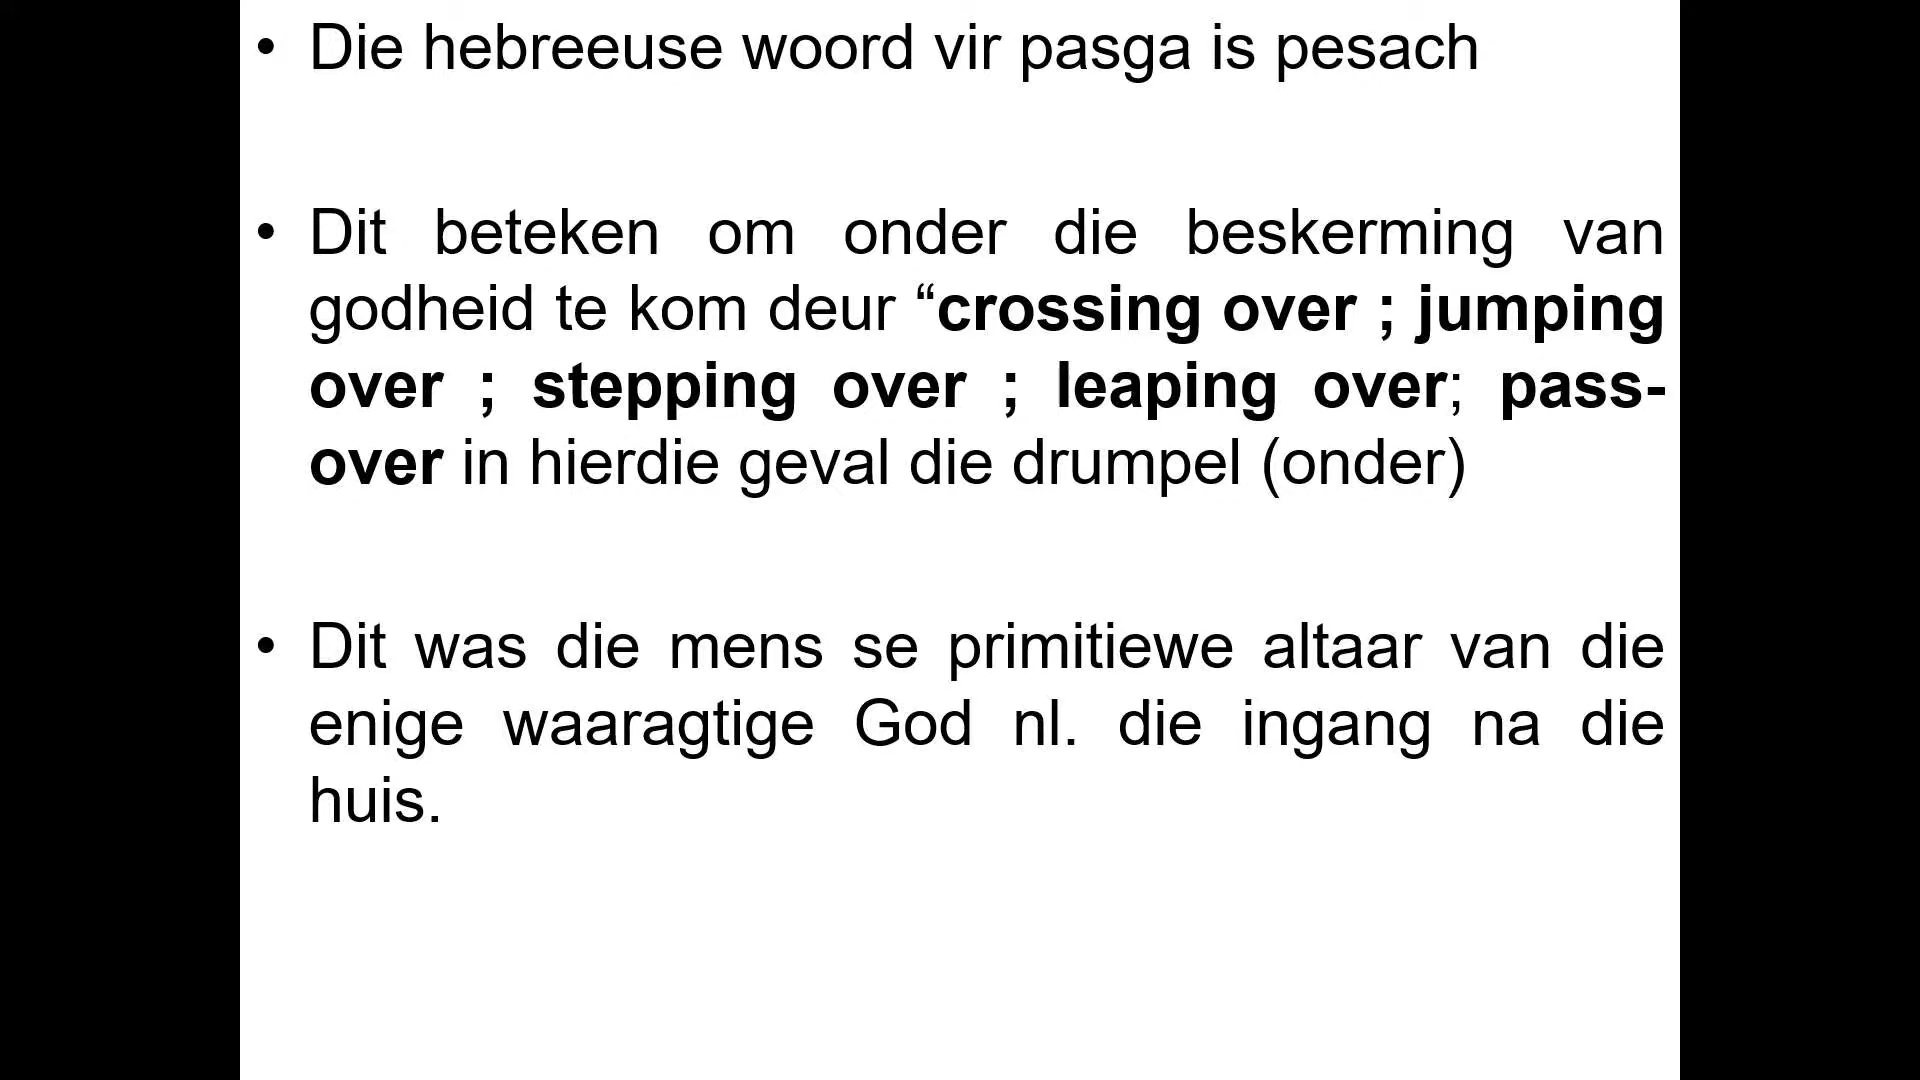 • Die hebreeuse woord vir pasga is pesach
• Dit beteken om onder die beskerming van
godheid te kom deur “crossing over ; jumping
over ; stepping over ; leaping over; pass-
over in hierdie geval die drumpel (onder)
• Dit was die mens se primitiewe altaar van die
enige waaragtige God nl. die ingang na die
huis.